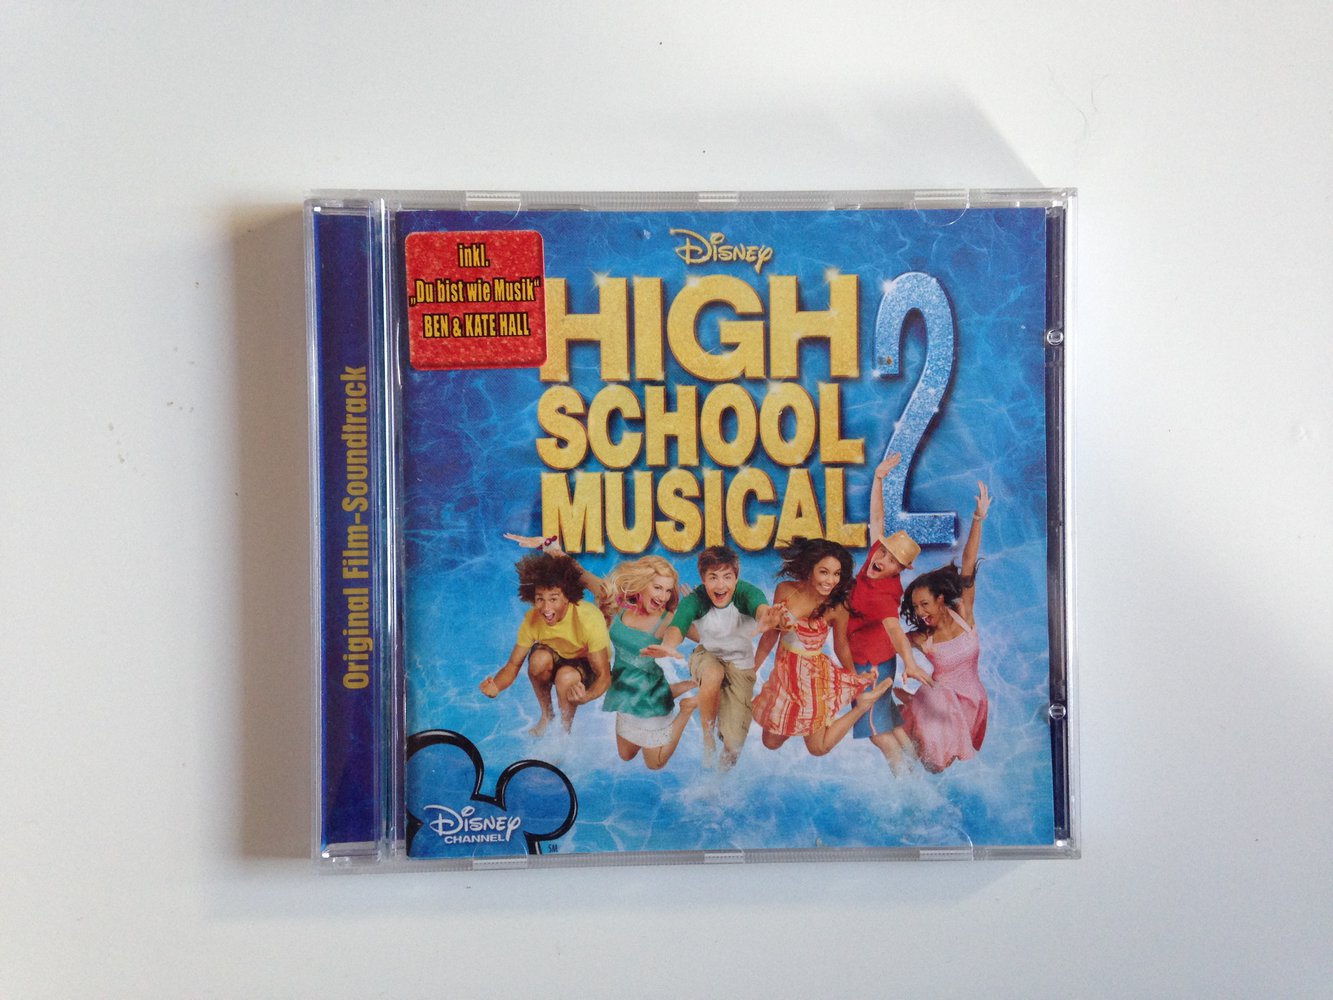 Original Film-Soundtrack
inkl.
„Du bist wie Musik“
BEN & KATE HALL
Disney
HIGH
SCHOOL
MUSICAL
2
Disney
CHANNEL
SM